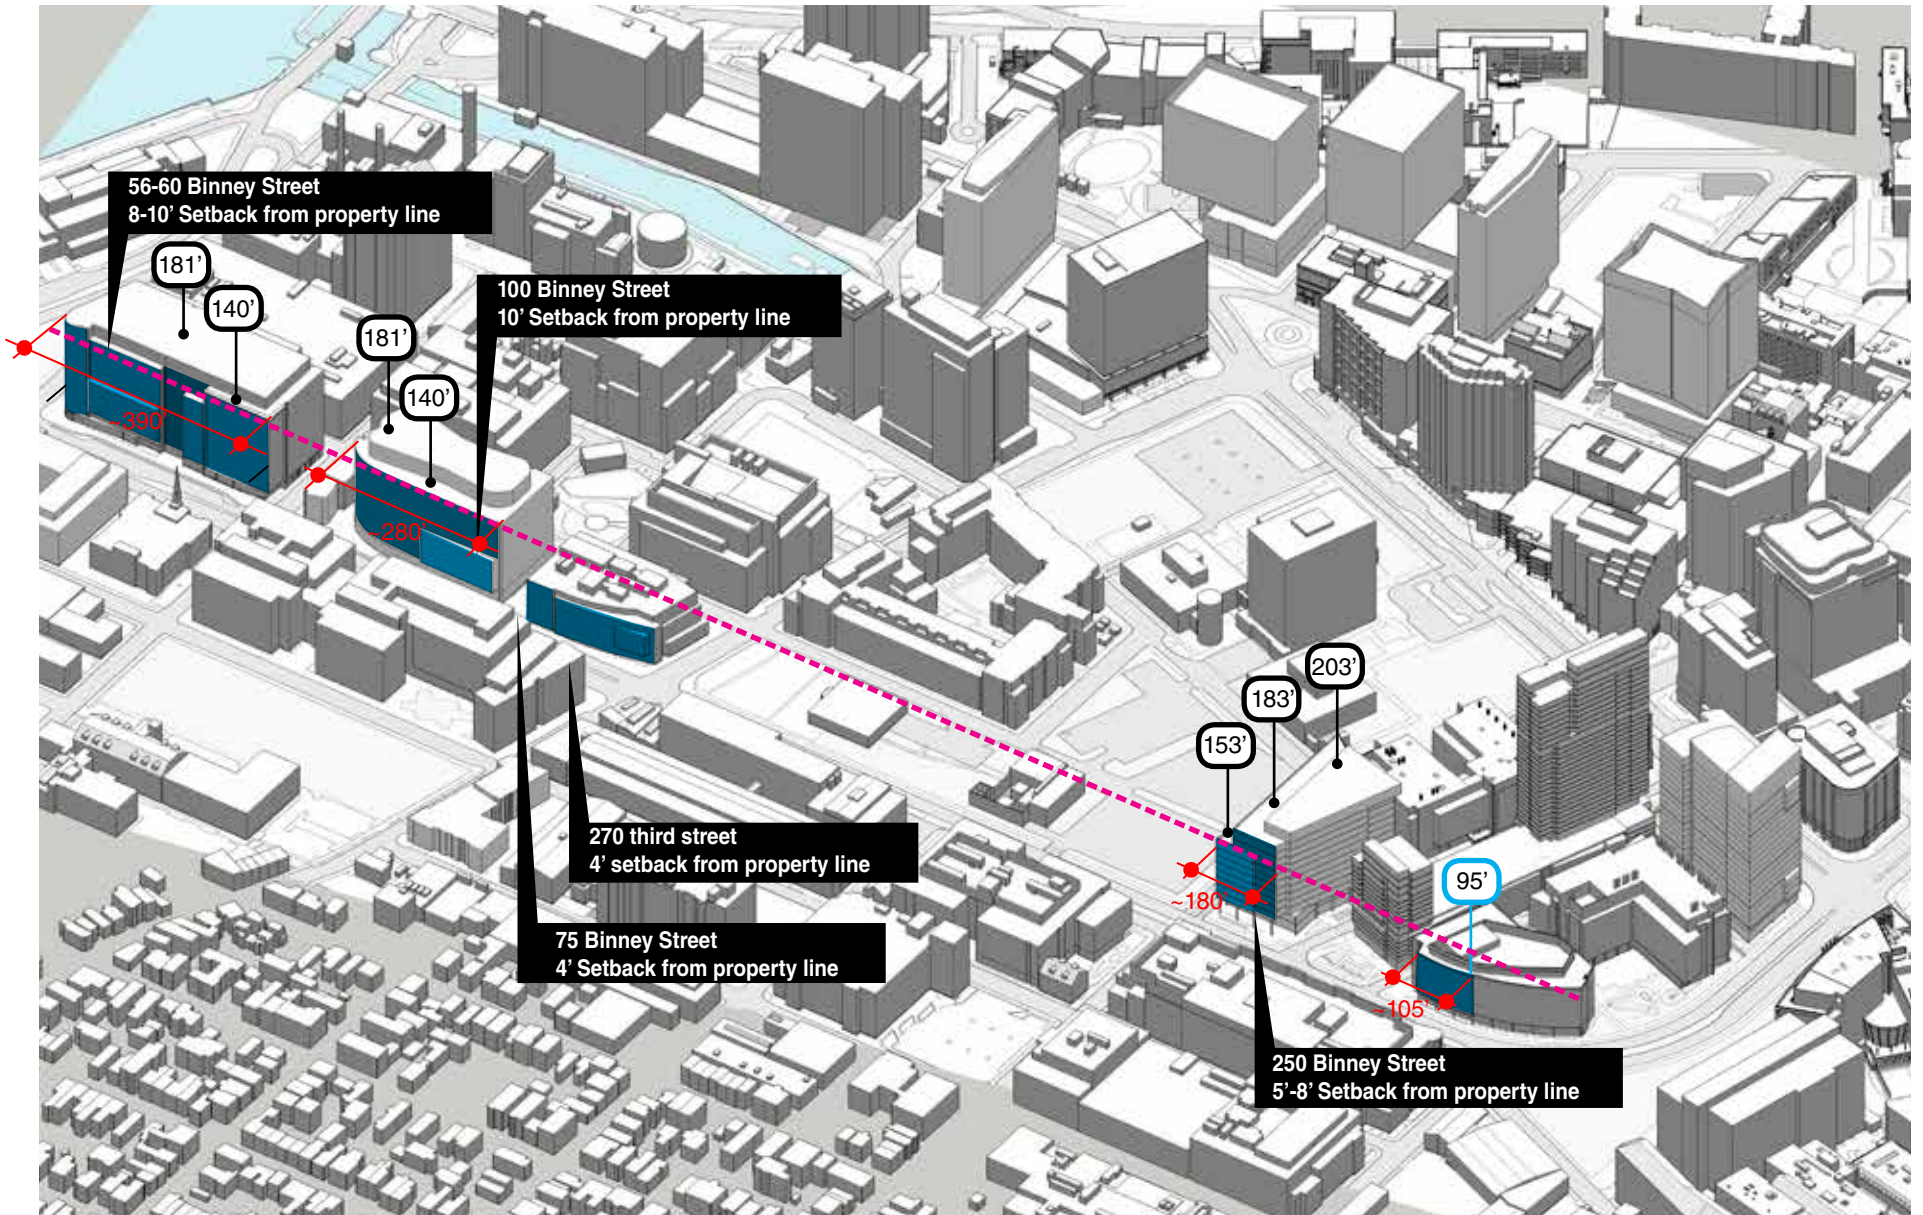 56-60 Binney Street
8-10’ Setback from property line
181’
140’
100 Binney Street
10’ Setback from property line
181’
140’
~390’
~280’
203’
183’
153’
270 third street
4’ setback from property line
95’
~180’
75 Binney Street
4’ Setback from property line
~105’
250 Binney Street
5’-8’ Setback from property line